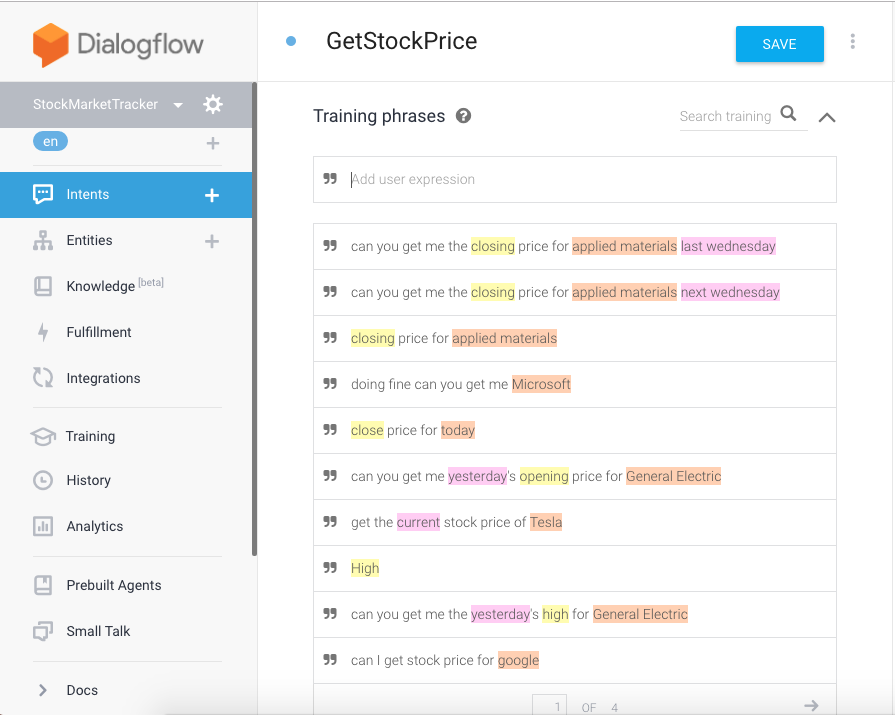 Dialogflow
GetStockPrice
SAVE
StockMarketTracker
en
Intents
Entities
Knowledge [beta]
Fulfillment
Integrations
Training
History
Analytics
Prebuilt Agents
Small Talk
Docs
Training phrases
Search training
Add user expression
can you get me the closing price for applied materials last wednesday
can you get me the closing price for applied materials next wednesday
closing price for applied materials
doing fine can you get me Microsoft
close price for today
can you get me yesterday's opening price for General Electric
get the current stock price of Tesla
High
can you get me the yesterday's high for General Electric
can I get stock price for google
1 OF 4